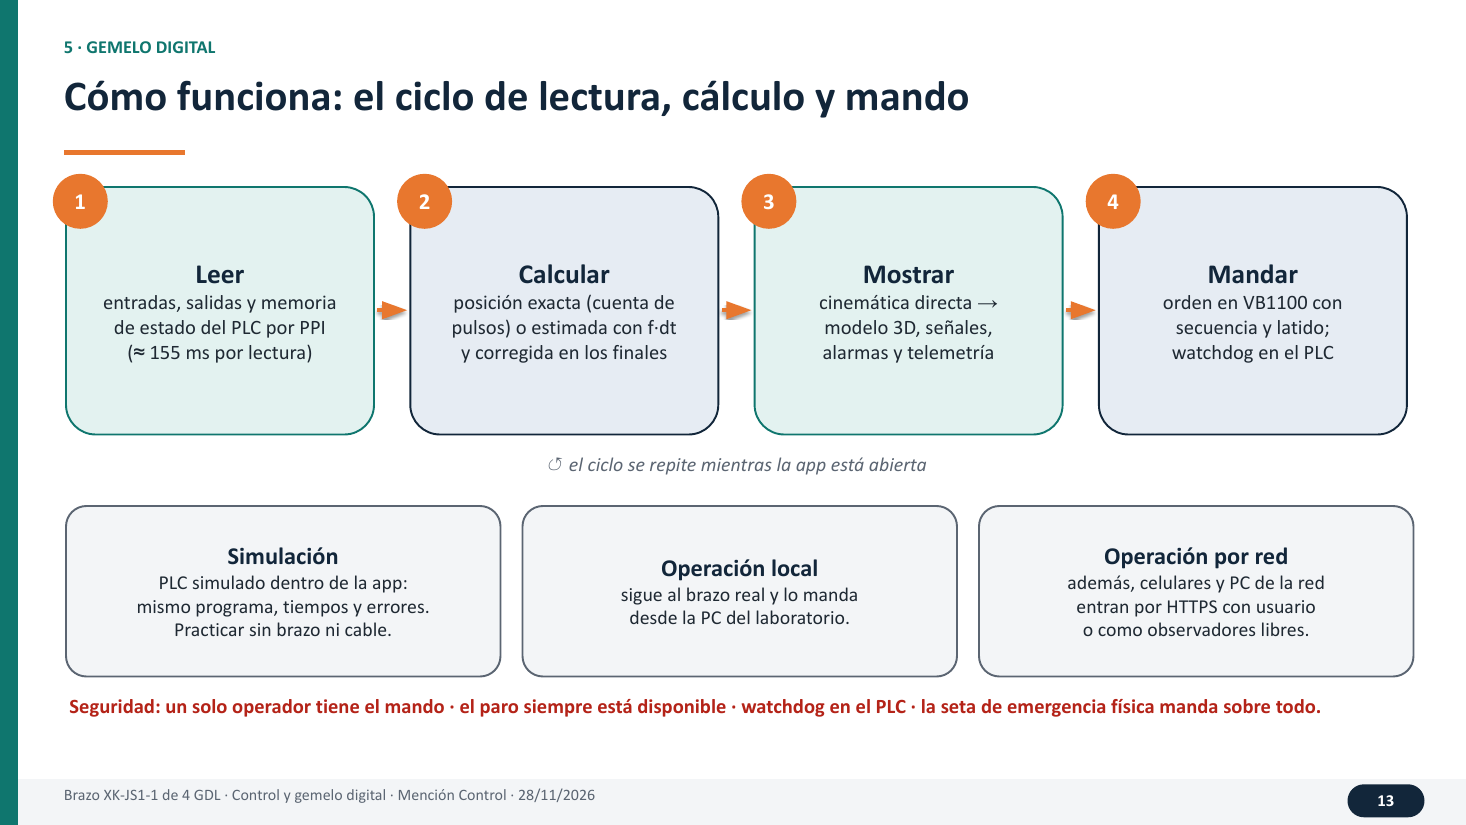 5 · GEMELO DIGITAL
Cómo funciona: el ciclo de lectura, cálculo y mando
1
Leer
entradas, salidas y memoria
de estado del PLC por PPI
(≈ 155 ms por lectura)
2
Calcular
posición exacta (cuenta de
pulsos) o estimada con f·dt
y corregida en los finales
3
Mostrar
cinemática directa →
modelo 3D, señales,
alarmas y telemetría
4
Mandar
orden en VB1100 con
secuencia y latido;
watchdog en el PLC
↺ el ciclo se repite mientras la app está abierta
Simulación
PLC simulado dentro de la app:
mismo programa, tiempos y errores.
Practicar sin brazo ni cable.
Operación local
sigue al brazo real y lo manda
desde la PC del laboratorio.
Operación por red
además, celulares y PC de la red
entran por HTTPS con usuario
o como observadores libres.
Seguridad: un solo operador tiene el mando · el paro siempre está disponible · watchdog en el PLC · la seta de emergencia física manda sobre todo.
Brazo XK-JS1-1 de 4 GDL · Control y gemelo digital · Mención Control · 28/11/2026
13